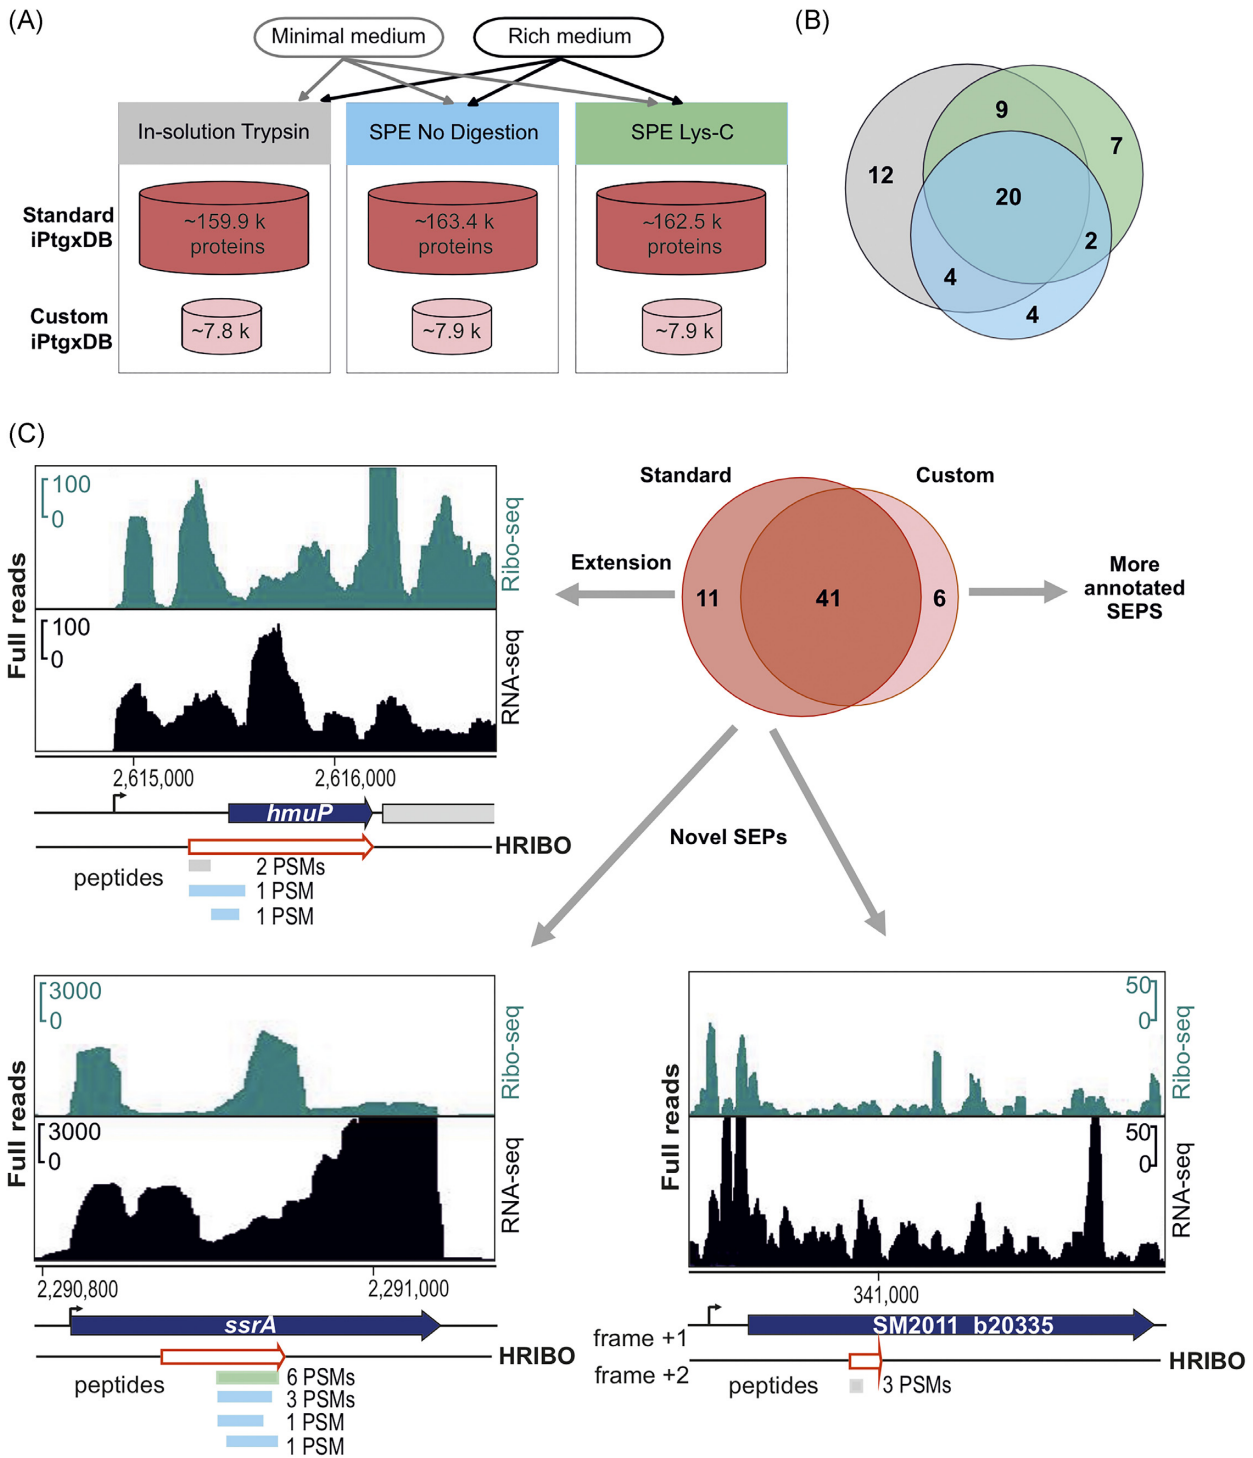 (A)
Minimal medium
Rich medium
In-solution Trypsin
SPE No Digestion
SPE Lys-C
Standard
iPtgxDB
~159.9 k
proteins
~163.4 k
proteins
~162.5 k
proteins
Custom
iPtgxDB
~7.8 k
~7.9 k
~7.9 k
(B)
9
7
12
20
2
4
4
(C)
Full reads
100
0
Ribo-seq
100
0
RNA-seq
2,615,000
2,616,000
hmuP
HRIBO
peptides
2 PSMs
1 PSM
1 PSM
Standard
Custom
Extension
11
41
6
More
annotated
SEPS
Novel SEPs
Full reads
3000
0
Ribo-seq
3000
0
RNA-seq
2,290,800
2,291,000
ssrA
HRIBO
peptides
6 PSMs
3 PSMs
1 PSM
1 PSM
Full reads
50
0
Ribo-seq
50
0
RNA-seq
341,000
frame +1
SM2011_b20335
HRIBO
frame +2
peptides
3 PSMs